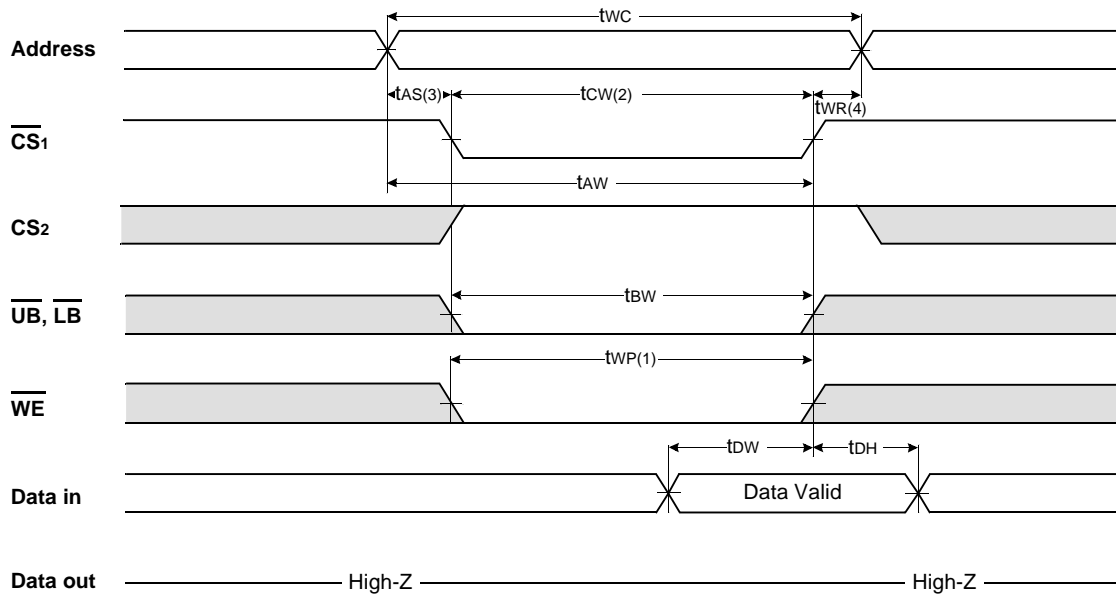 tWC
Address
tAS(3) tCW(2) tWR(4)
CS1
tAW
CS2
tBW
UB, LB
tWP(1)
WE
tDW tDH
Data in Data Valid
Data out High-Z High-Z